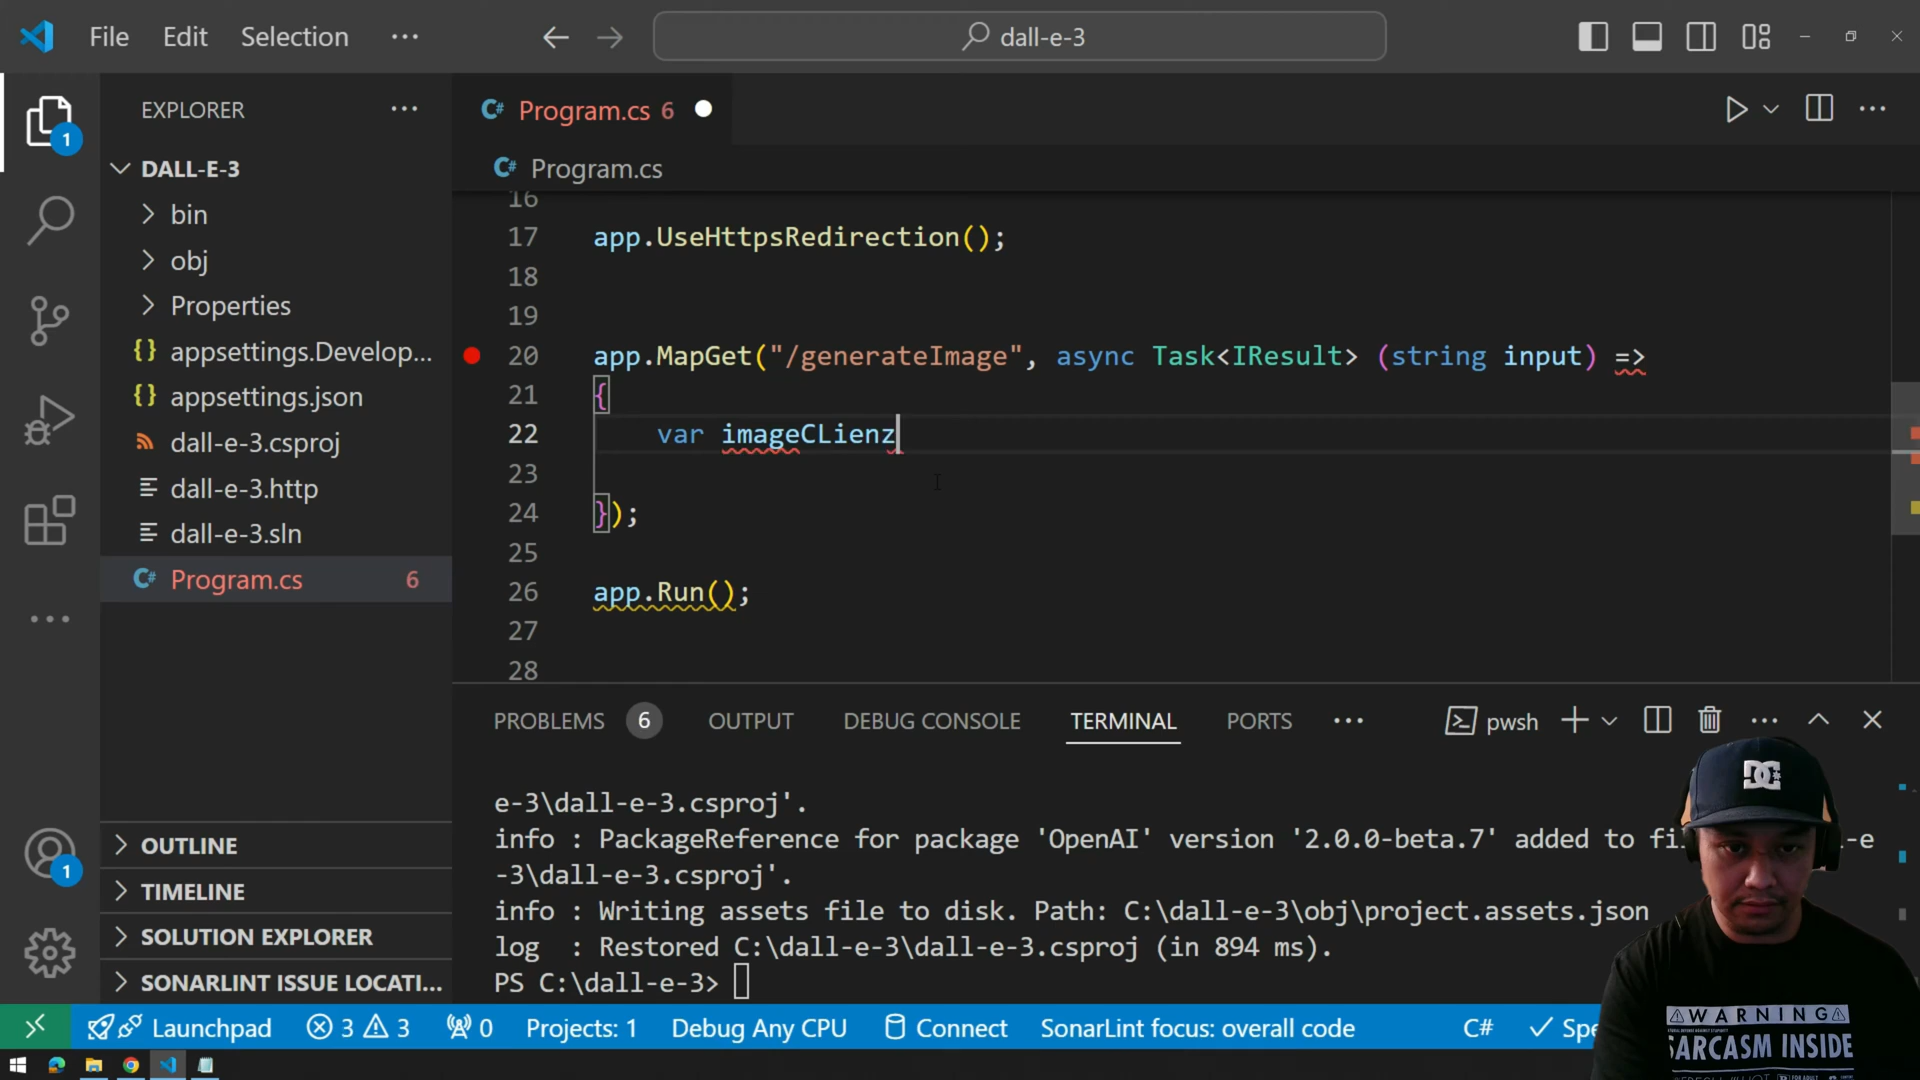 File Edit Selection ··· dall-e-3
EXPLORER ···
1
DALL-E-3
bin
obj
Properties
{} appsettings.Develop...
{} appsettings.json
dall-e-3.csproj
dall-e-3.http
dall-e-3.sln
C# Program.cs 6
OUTLINE
TIMELINE
SOLUTION EXPLORER
SONARLINT ISSUE LOCATI...
1
C# Program.cs 6
C# Program.cs
16
17 app.UseHttpsRedirection();
18
19
20 app.MapGet("/generateImage", async Task<IResult> (string input) =>
21 {
22 var imageCLienz
23
24 });
25
26 app.Run();
27
28
PROBLEMS 6 OUTPUT DEBUG CONSOLE TERMINAL PORTS ··· pwsh
e-3\dall-e-3.csproj'.
info : PackageReference for package 'OpenAI' version '2.0.0-beta.7' added to fi -e
-3\dall-e-3.csproj'.
info : Writing assets file to disk. Path: C:\dall-e-3\obj\project.assets.json
log : Restored C:\dall-e-3\dall-e-3.csproj (in 894 ms).
PS C:\dall-e-3>
Launchpad 3 3 0 Projects: 1 Debug Any CPU Connect SonarLint focus: overall code C# Spe
DC
WARNING
SARCASM INSIDE